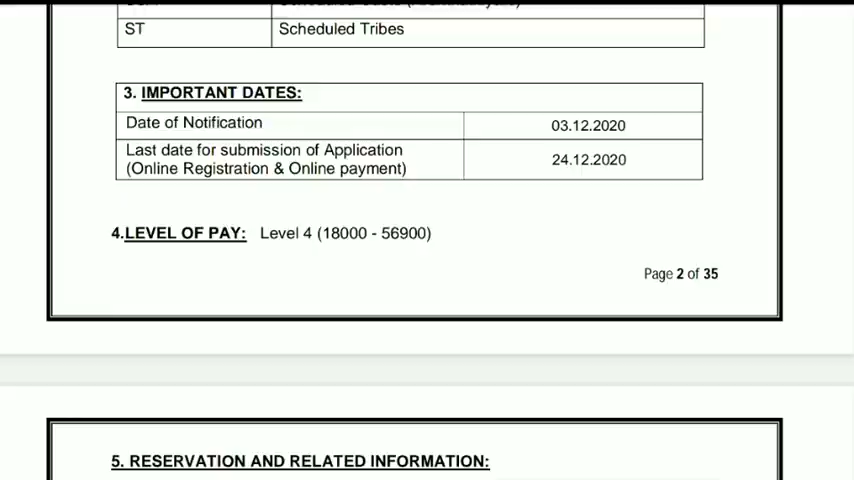 ST Scheduled Tribes
3. IMPORTANT DATES:
Date of Notification 03.12.2020
Last date for submission of Application
(Online Registration & Online payment) 24.12.2020
4.LEVEL OF PAY: Level 4 (18000 - 56900)
Page 2 of 35
5. RESERVATION AND RELATED INFORMATION: